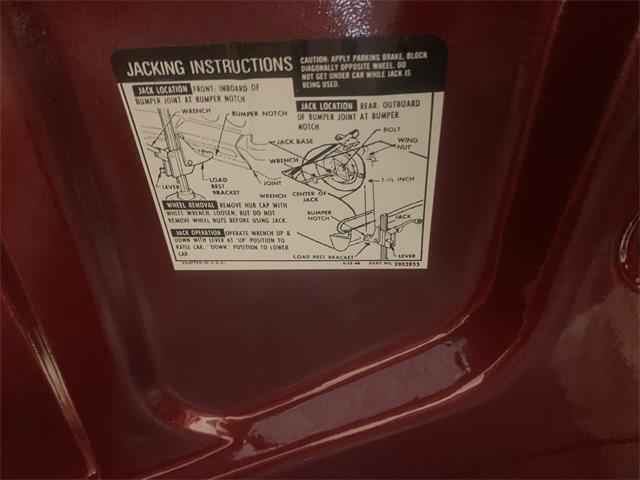 JACKING INSTRUCTIONS
CAUTION: APPLY PARKING BRAKE, BLOCK
DIAGONALLY OPPOSITE WHEEL. DO
NOT GET UNDER CAR WHILE JACK IS
BEING USED.
JACK LOCATION FRONT: INBOARD OF
BUMPER JOINT AT BUMPER NOTCH
WRENCH
BUMPER NOTCH
LOAD
REST
BRACKET
LEVER
JOINT
JACK LOCATION REAR: OUTBOARD
OF BUMPER JOINT AT BUMPER
NOTCH
BOLT
WING
NUT
JACK BASE
WRENCH
WRENCH
CENTER OF
JACK
1-½ INCH
BUMPER
NOTCH
JACK
LOAD REST BRACKET
LEVER
WHEEL REMOVAL REMOVE HUB CAP WITH
WHEEL WRENCH, LOOSEN, BUT DO NOT
REMOVE WHEEL NUTS BEFORE USING JACK.
JACK OPERATION OPERATE WRENCH UP &
DOWN WITH LEVER AT "UP" POSITION TO
RAISE CAR, "DOWN" POSITION TO LOWER
CAR
PRINTED IN U.S.A.
PART NO. 3903953